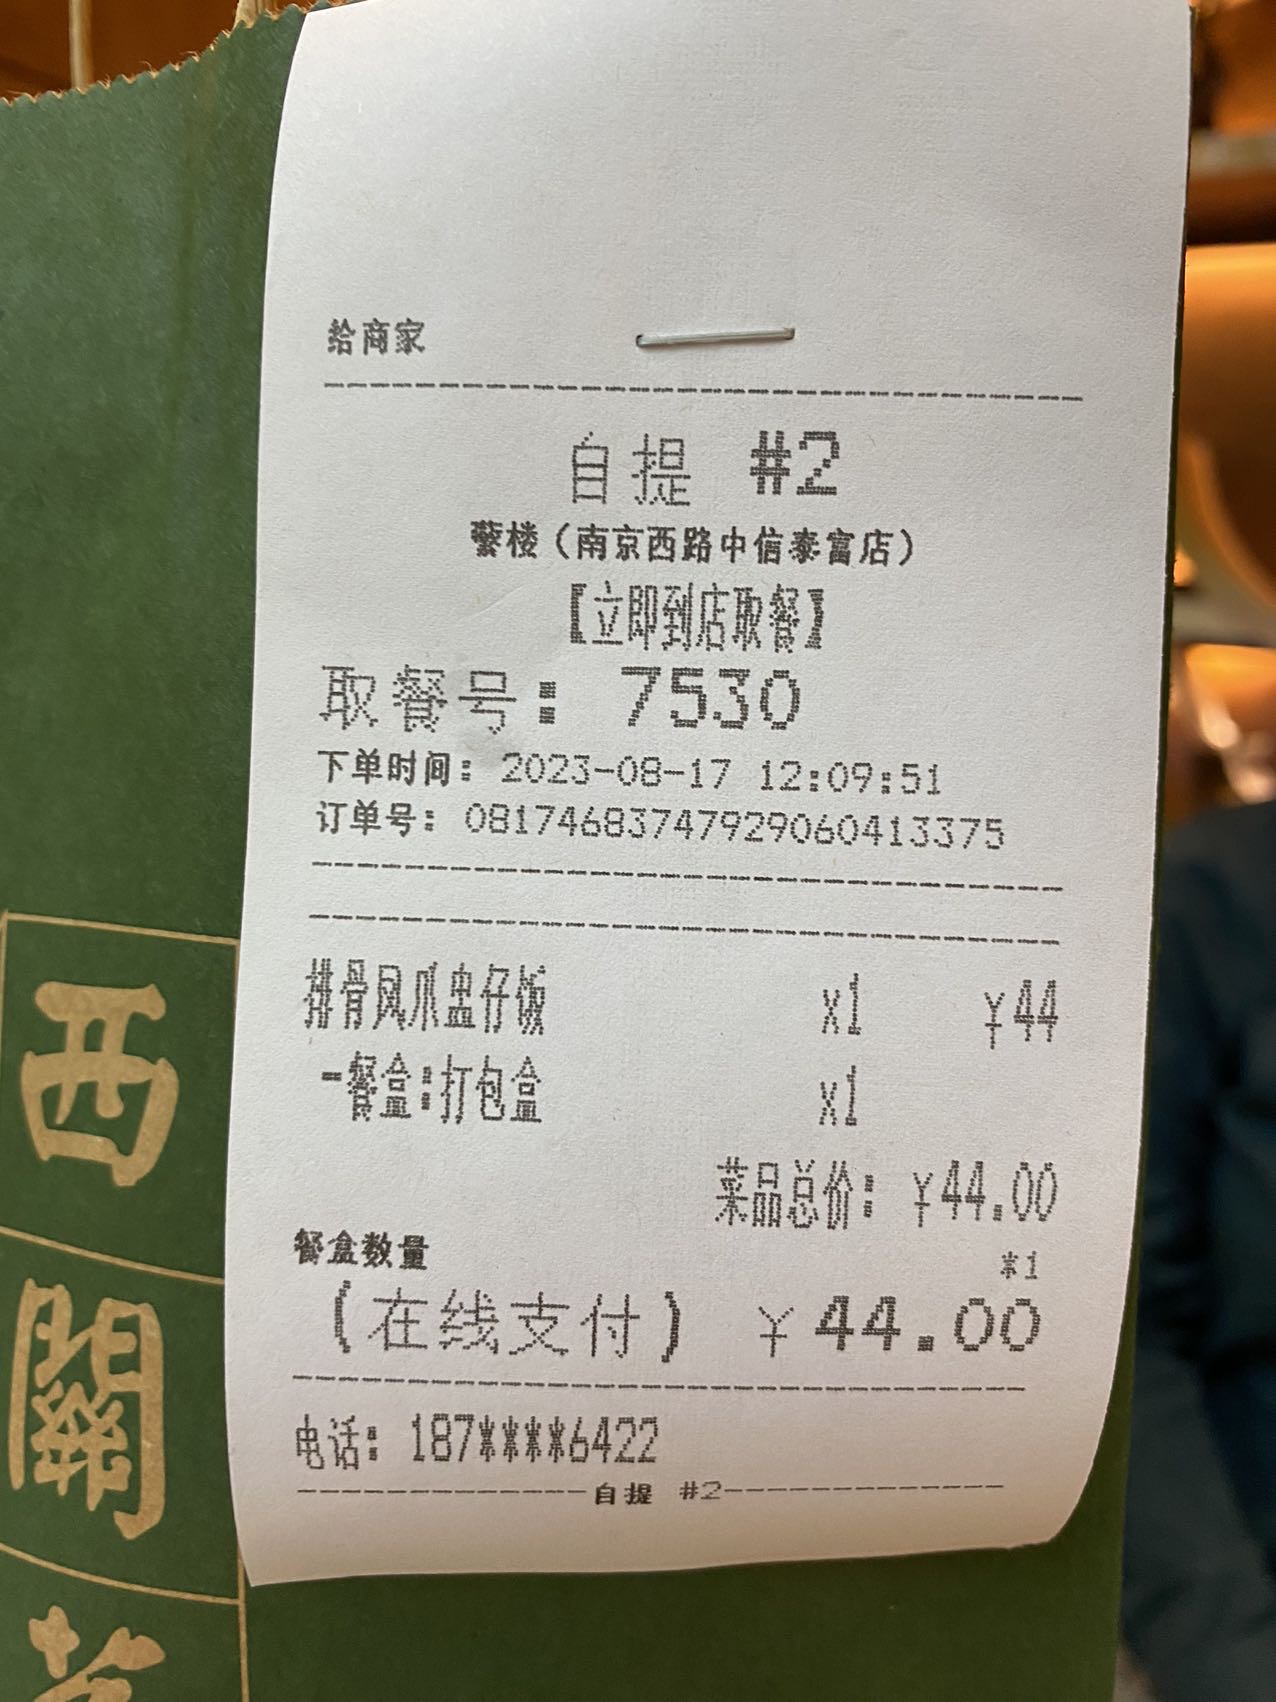 给商家
自提 #2
蘩楼（南京西路中信泰富店）
【立即到店取餐】
取餐号： 7530
下单时间： 2023-08-17 12:09:51
订单号： 081746837479290604133​75
排骨凤爪盅仔饭 x1 ¥44
-餐盒:打包盒 x1
菜品总价: ¥44.00
餐盒数量 *1
(在线支付) ¥44.00
电话: 187****6422
自提 #2
西
關